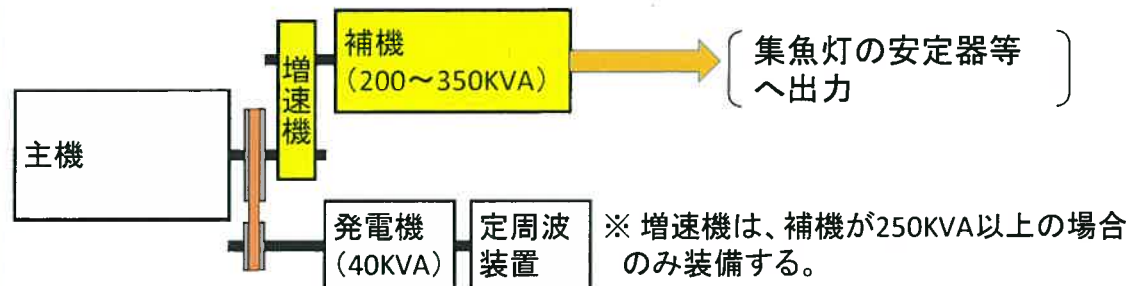 補機
（200～350KVA）
集魚灯の安定器等
へ出力
増速機
主機
発電機
（40KVA）
定周波
装置
※ 増速機は、補機が250KVA以上の場合
のみ装備する。